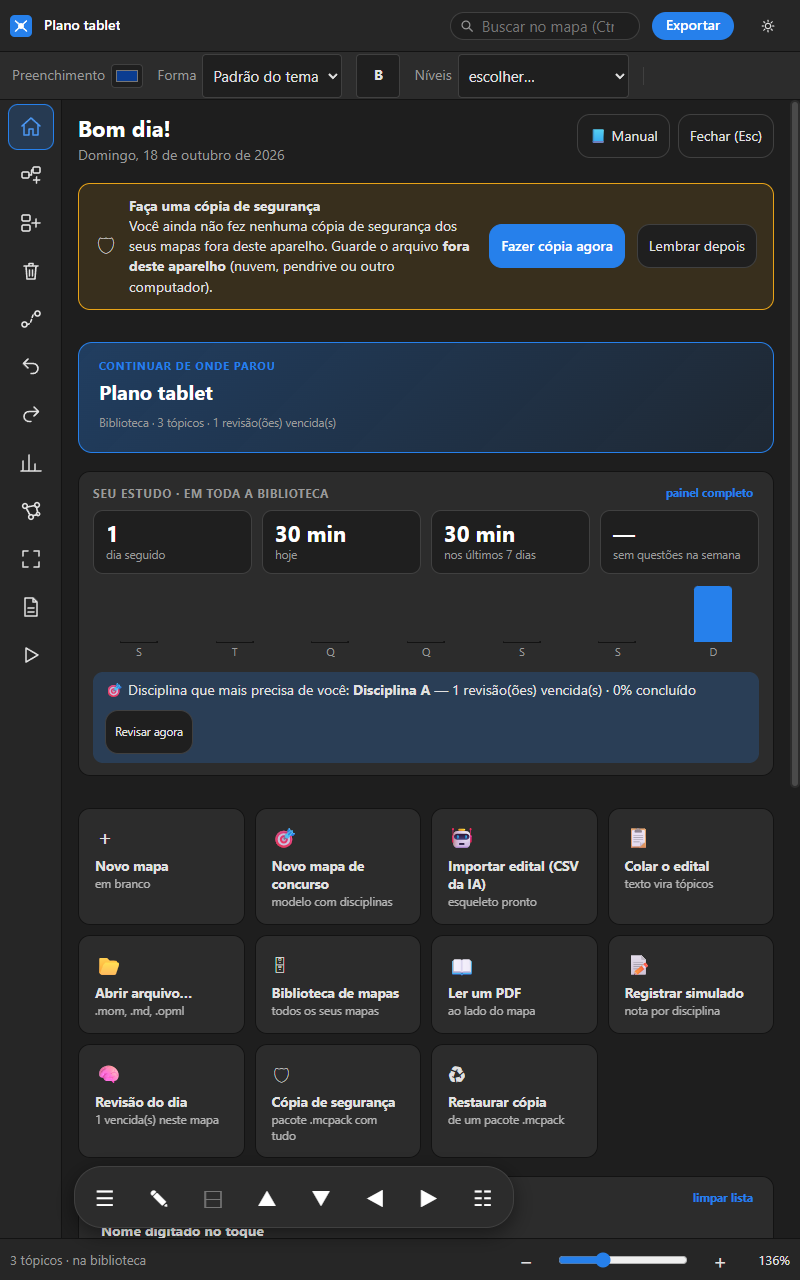 Plano tablet
Buscar no mapa (Ctr
Exportar
Preenchimento
Forma
Padrão do tema
B
Níveis
escolher...
Bom dia!
Domingo, 18 de outubro de 2026
Manual
Fechar (Esc)
Faça uma cópia de segurança
Você ainda não fez nenhuma cópia de segurança dos
seus mapas fora deste aparelho. Guarde o arquivo fora
deste aparelho (nuvem, pendrive ou outro
computador).
Fazer cópia agora
Lembrar depois
CONTINUAR DE ONDE PAROU
Plano tablet
Biblioteca · 3 tópicos · 1 revisão(ões) vencida(s)
SEU ESTUDO · EM TODA A BIBLIOTECA
painel completo
1
dia seguido
30 min
hoje
30 min
nos últimos 7 dias
—
sem questões na semana
S T Q Q S S D
Disciplina que mais precisa de você: Disciplina A — 1 revisão(ões) vencida(s) · 0% concluído
Revisar agora
Novo mapa
em branco
Novo mapa de
concurso
modelo com disciplinas
Importar edital (CSV
da IA)
esqueleto pronto
Colar o edital
texto vira tópicos
Abrir arquivo...
.mom, .md, .opml
Biblioteca de mapas
todos os seus mapas
Ler um PDF
ao lado do mapa
Registrar simulado
nota por disciplina
Revisão do dia
1 vencida(s) neste mapa
Cópia de segurança
pacote .mcpack com
tudo
Restaurar cópia
de um pacote .mcpack
limpar lista
Nome digitado no toque
3 tópicos · na biblioteca
136%